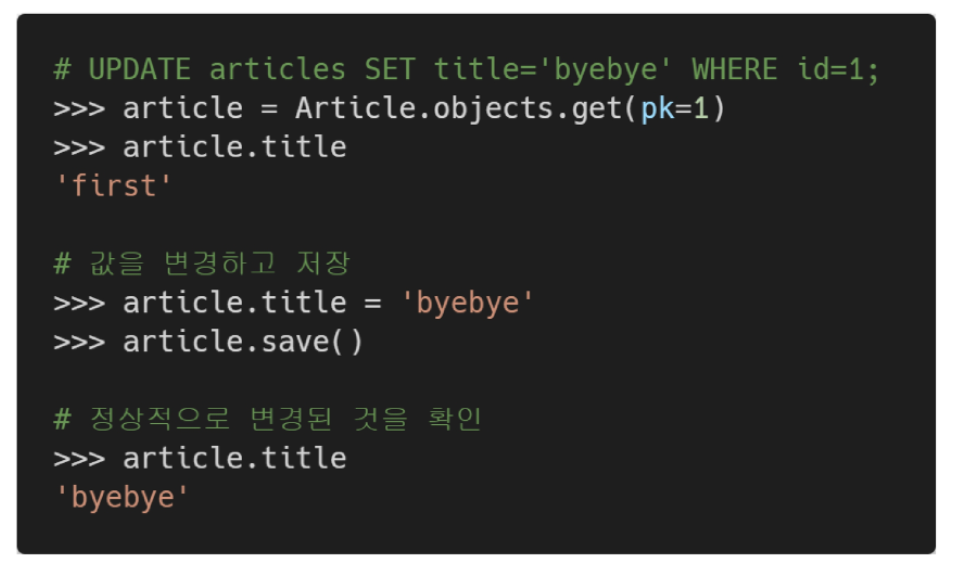 # UPDATE articles SET title='byebye' WHERE id=1;
>>> article = Article.objects.get(pk=1)
>>> article.title
'first'
# 값을 변경하고 저장
>>> article.title = 'byebye'
>>> article.save()
# 정상적으로 변경된 것을 확인
>>> article.title
'byebye'